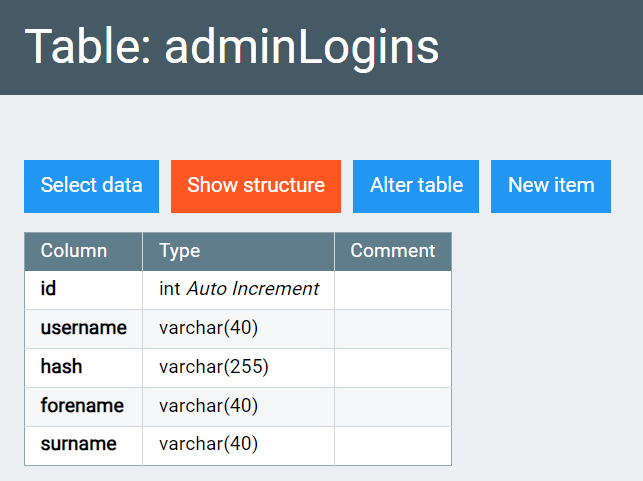 Table: adminLogins
Select data Show structure Alter table New item
Column Type Comment
id int Auto Increment
username varchar(40)
hash varchar(255)
forename varchar(40)
surname varchar(40)